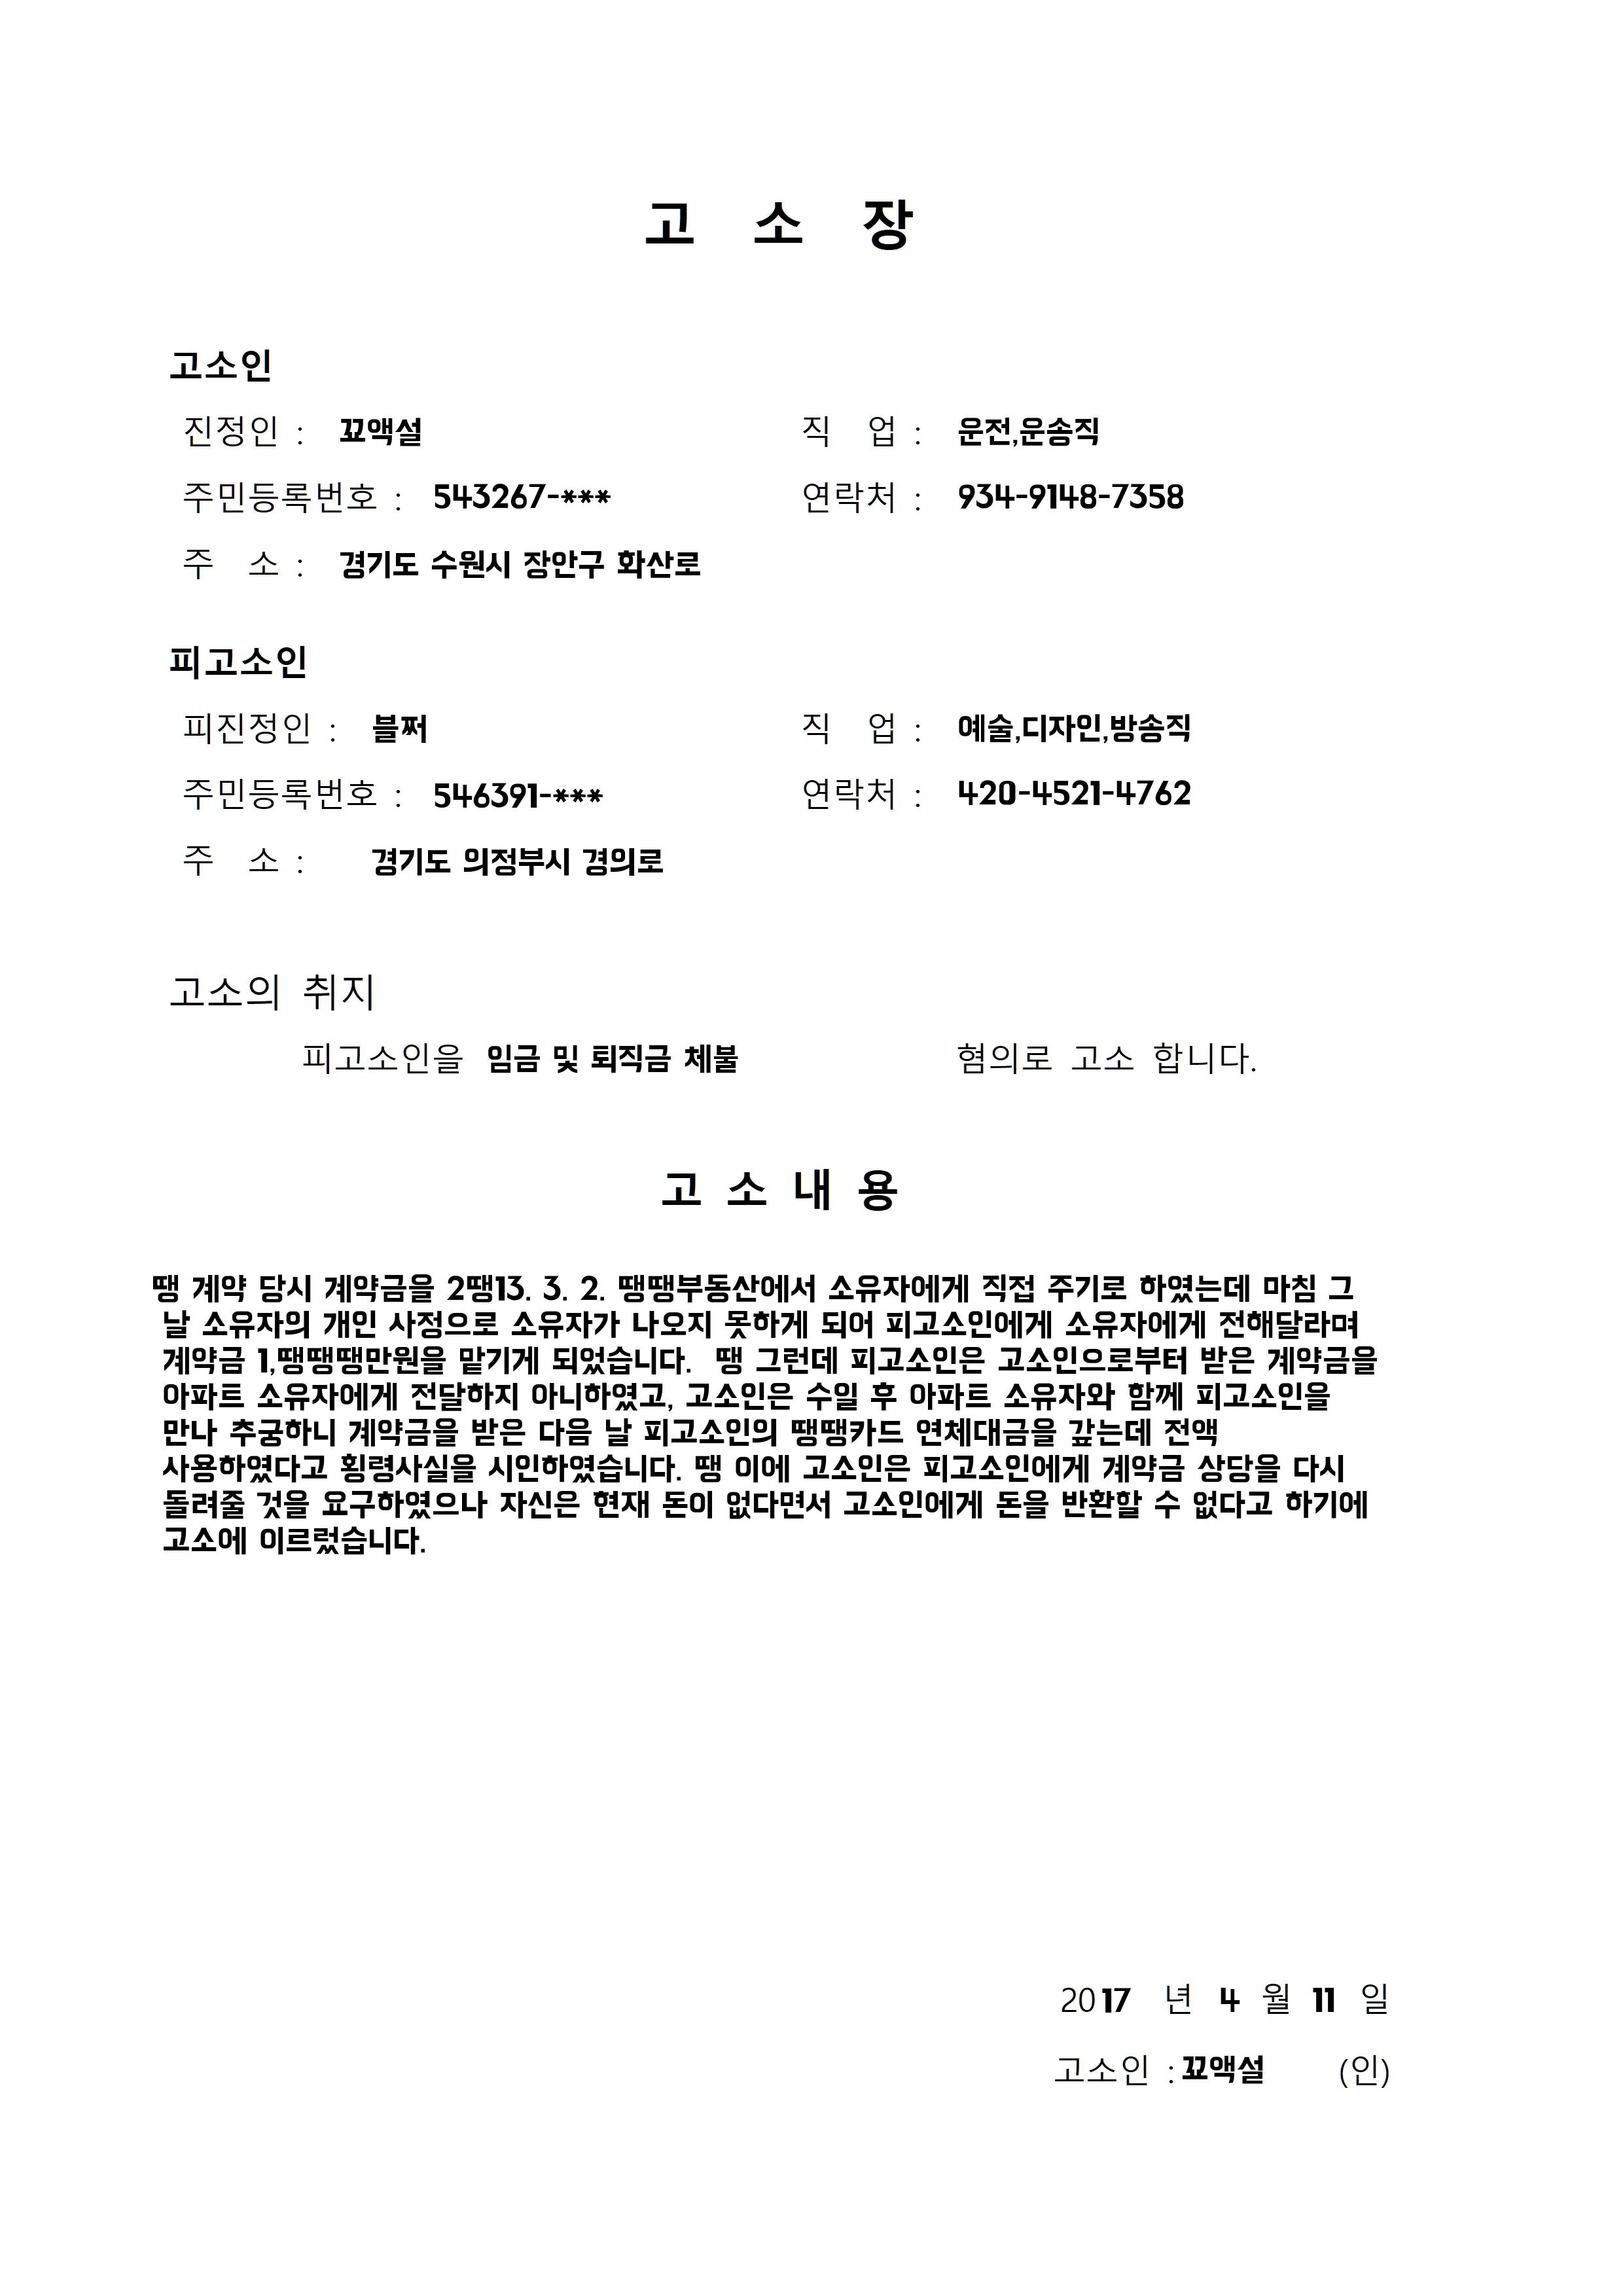 고 소 장
고소인
진정인 : 꾜액설 직 업 : 운전,운송직
주민등록번호 : 543267-*** 연락처 : 934-9148-7358
주 소 : 경기도 수원시 장안구 화산로
피고소인
피진정인 : 블쩌 직 업 : 예술,디자인,방송직
주민등록번호 : 546391-*** 연락처 : 420-4521-4762
주 소 : 경기도 의정부시 경의로
고소의 취지
피고소인을 임금 및 퇴직금 체불 혐의로 고소 합니다.
고 소 내 용
땡 계약 당시 계약금을 2땡13. 3. 2. 땡땡부동산에서 소유자에게 직접 주기로 하였는데 마침 그
날 소유자의 개인 사정으로 소유자가 나오지 못하게 되어 피고소인에게 소유자에게 전해달라며
계약금 1,땡땡땡만원을 맡기게 되었습니다. 땡 그런데 피고소인은 고소인으로부터 받은 계약금을
아파트 소유자에게 전달하지 아니하였고, 고소인은 수일 후 아파트 소유자와 함께 피고소인을
만나 추궁하니 계약금을 받은 다음 날 피고소인의 땡땡카드 연체대금을 갚는데 전액
사용하였다고 횡령사실을 시인하였습니다. 땡 이에 고소인은 피고소인에게 계약금 상당을 다시
돌려줄 것을 요구하였으나 자신은 현재 돈이 없다면서 고소인에게 돈을 반환할 수 없다고 하기에
고소에 이르렀습니다.
2017 년 4 월 11 일
고소인 : 꾜액설 (인)